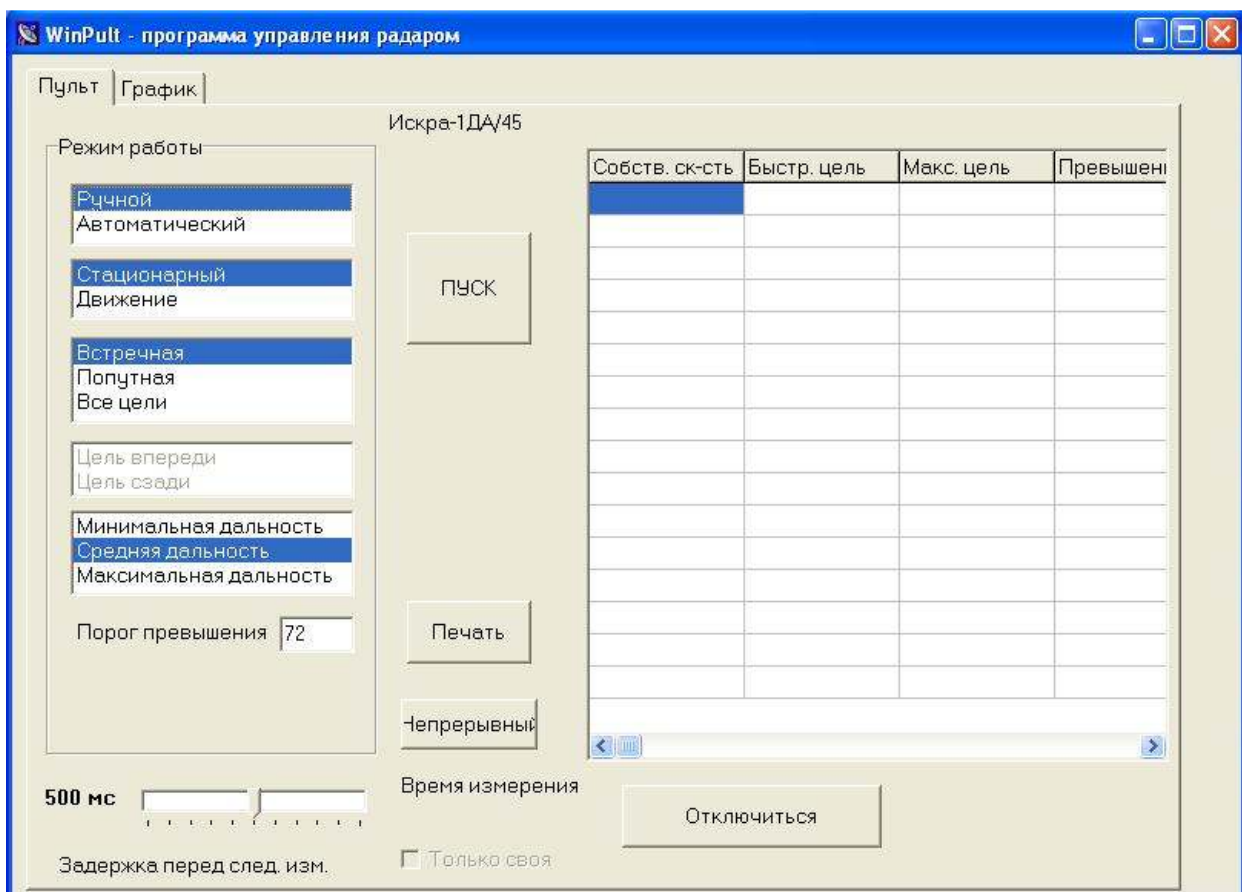 WinPult - программа управления радаром
Пульт График
Искра-1ДА/45
Режим работы
Собств. ск-сть Быстр. цель Макс. цель Превышени
Ручной
Автоматический
Стационарный
Движение
ПУСК
Встречная
Попутная
Все цели
Цель впереди
Цель сзади
Минимальная дальность
Средняя дальность
Максимальная дальность
Порог превышения 72
Печать
Непрерывный
500 мс
Время измерения
Отключиться
Задержка перед след. изм.
Только своя